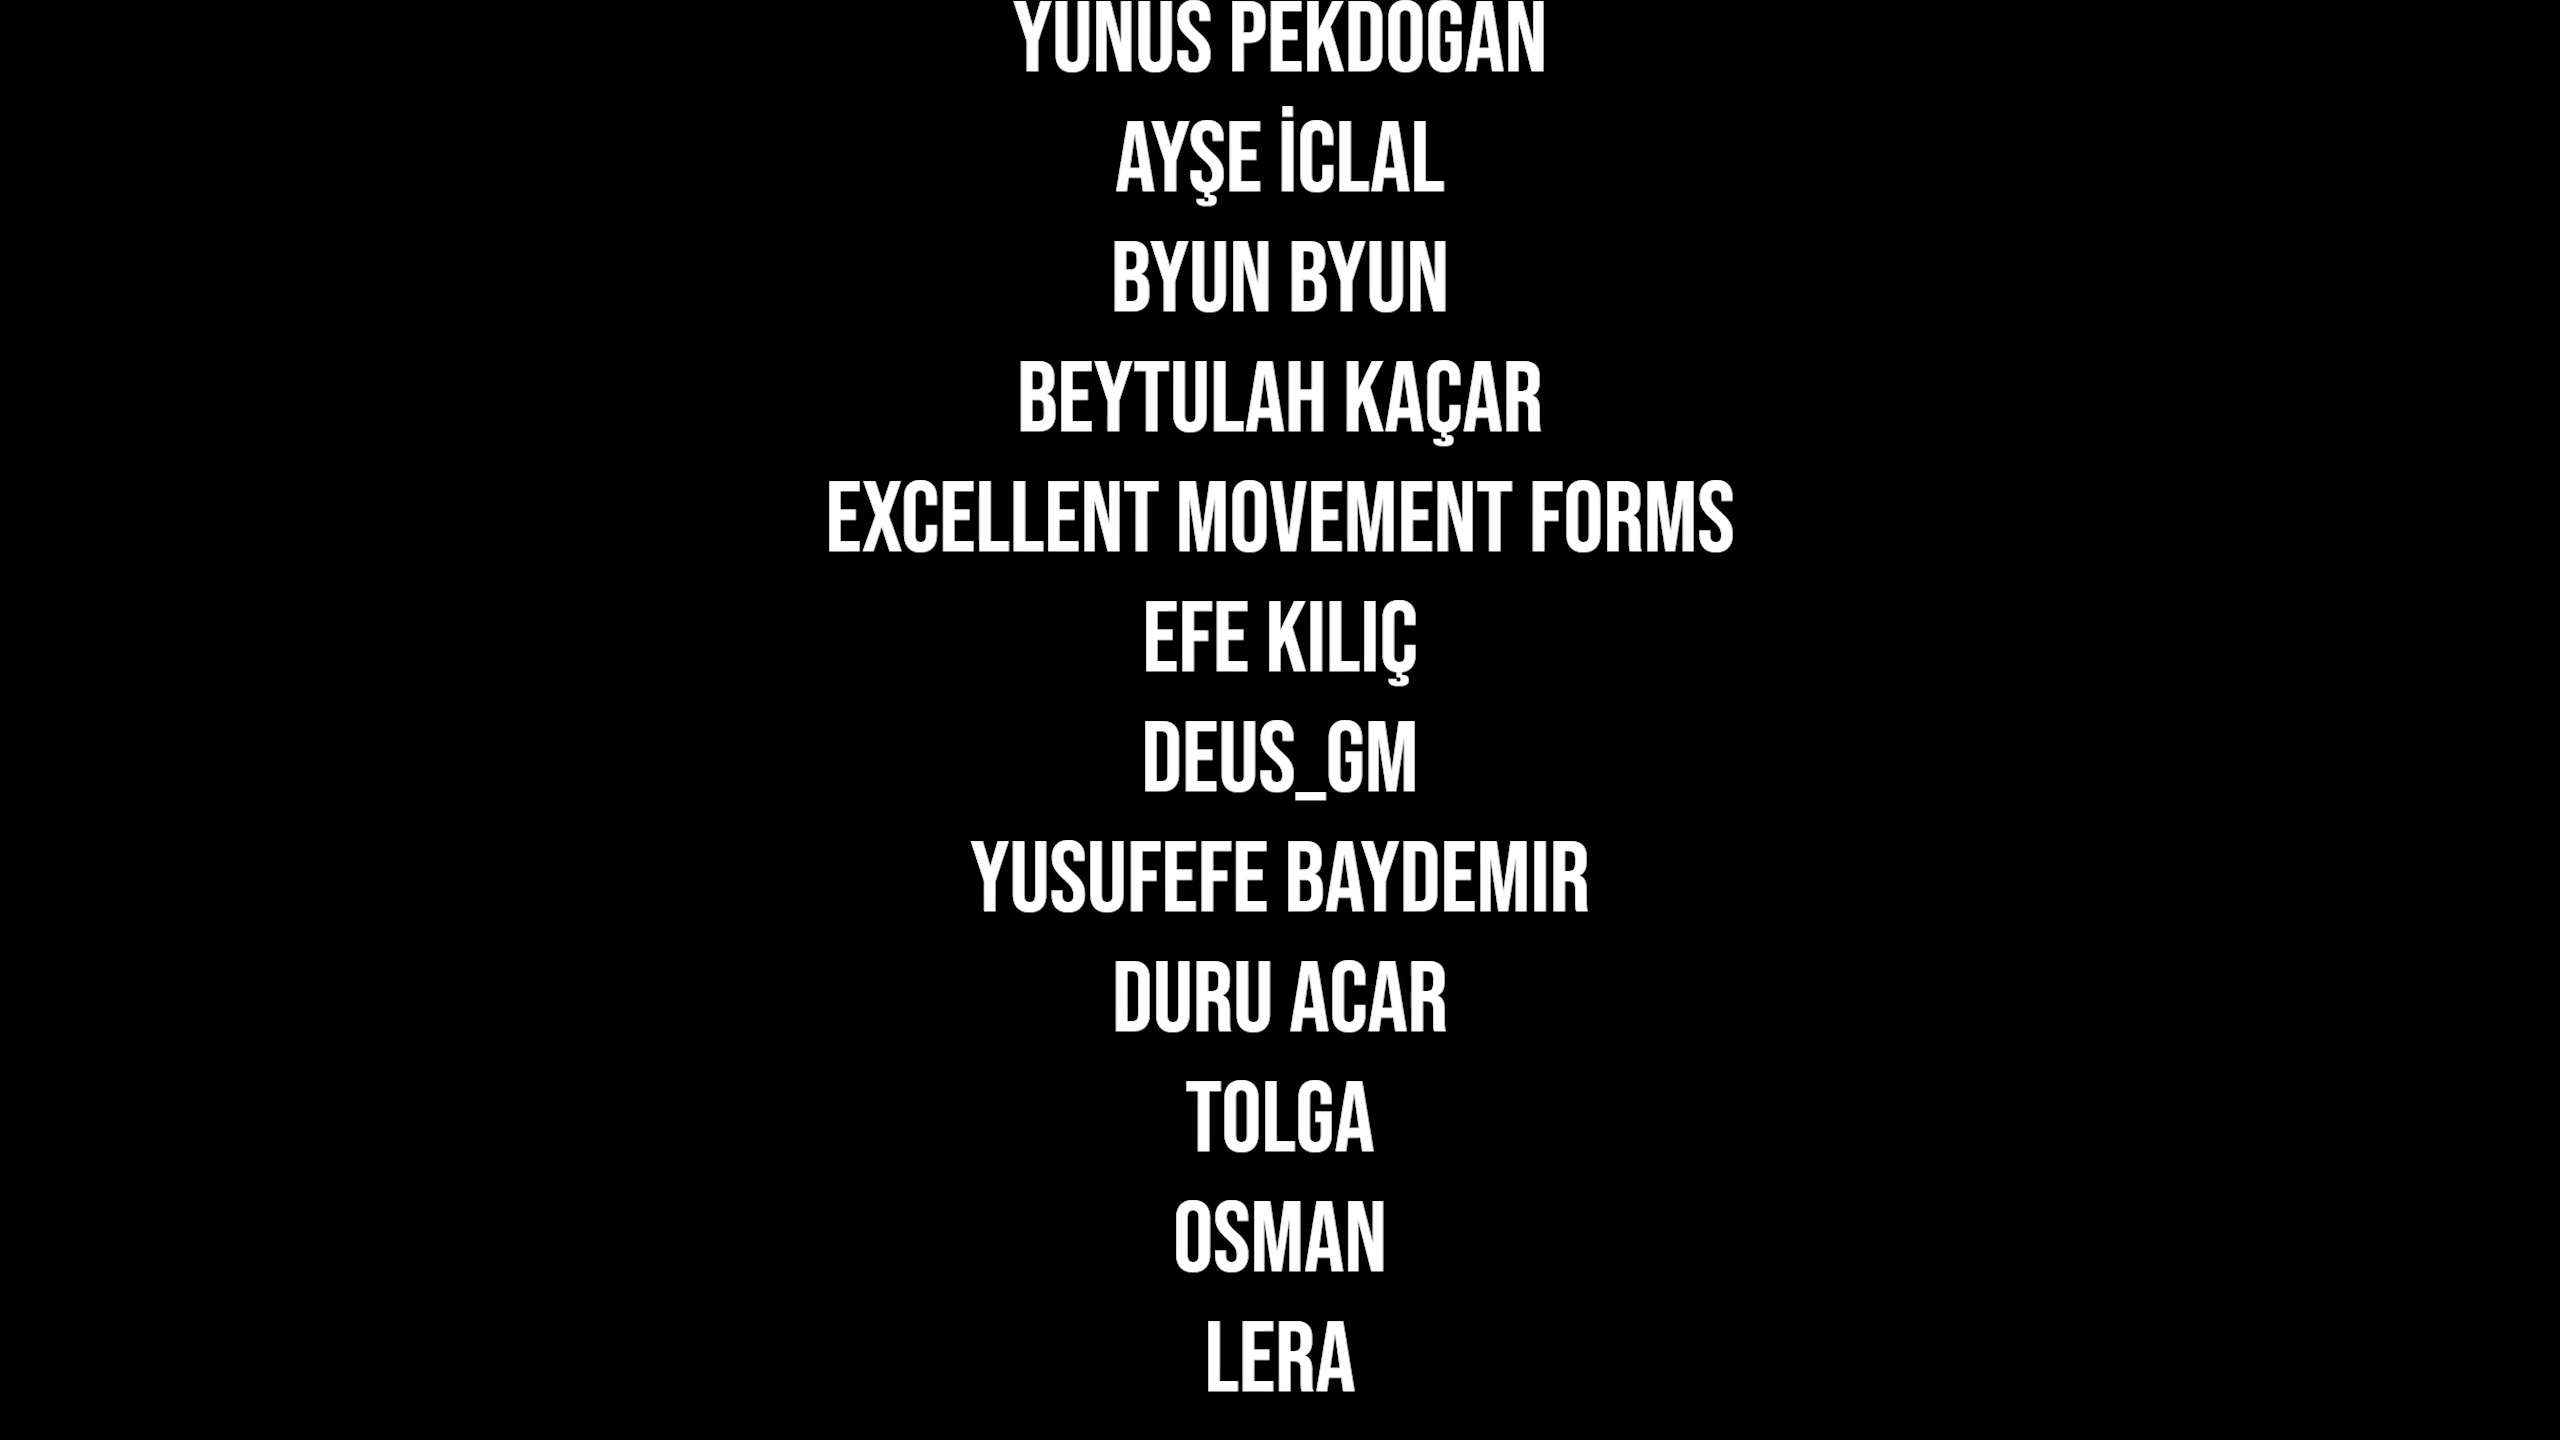 YUNUS PEKDOGAN
AYŞE İCLAL
BYUN BYUN
BEYTULAH KAÇAR
EXCELLENT MOVEMENT FORMS
EFE KILIÇ
DEUS_GM
YUSUFEFE BAYDEMIR
DURU ACAR
TOLGA
OSMAN
LERA